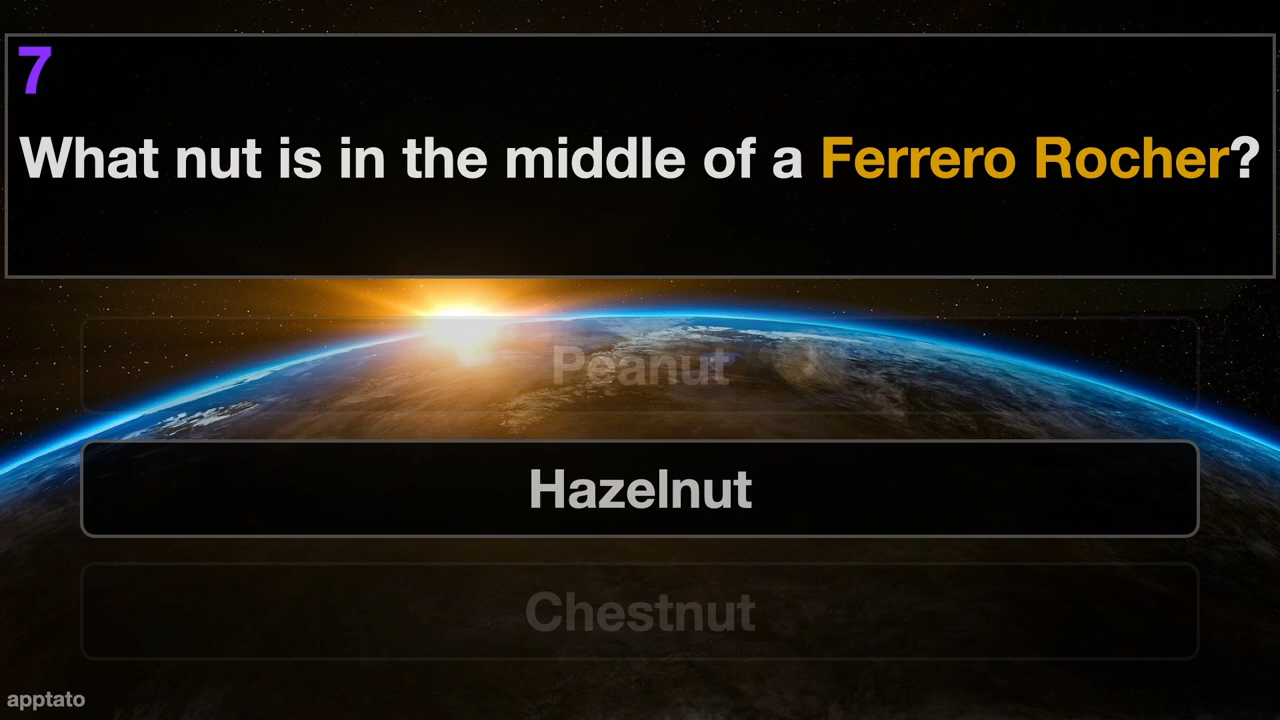 7
What nut is in the middle of a Ferrero Rocher?
Peanut
Hazelnut
Chestnut
apptato